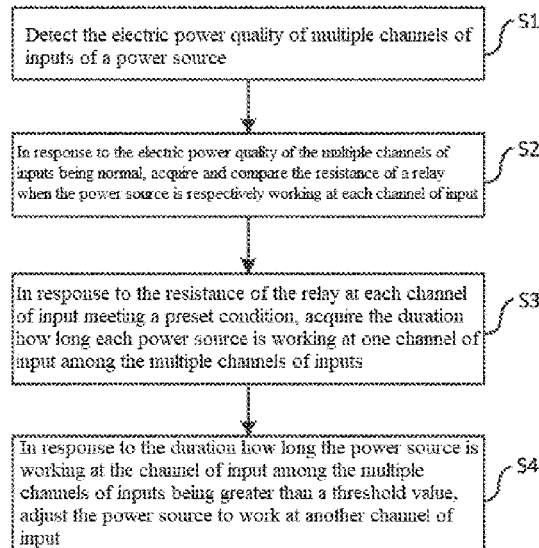 Detect the electric power quality of multiple channels of
inputs of a power source
S1
In response to the electric power quality of the multiple channels of
inputs being normal, acquire and compare the resistance of a relay
when the power source is respectively working at each channel of input
S2
In response to the resistance of the relay at each channel
of input meeting a preset condition, acquire the duration
how long each power source is working at one channel of
input among the multiple channels of inputs
S3
In response to the duration how long the power source is
working at the channel of input among the multiple
channels of inputs being greater than a threshold value,
adjust the power source to work at another channel of
input
S4